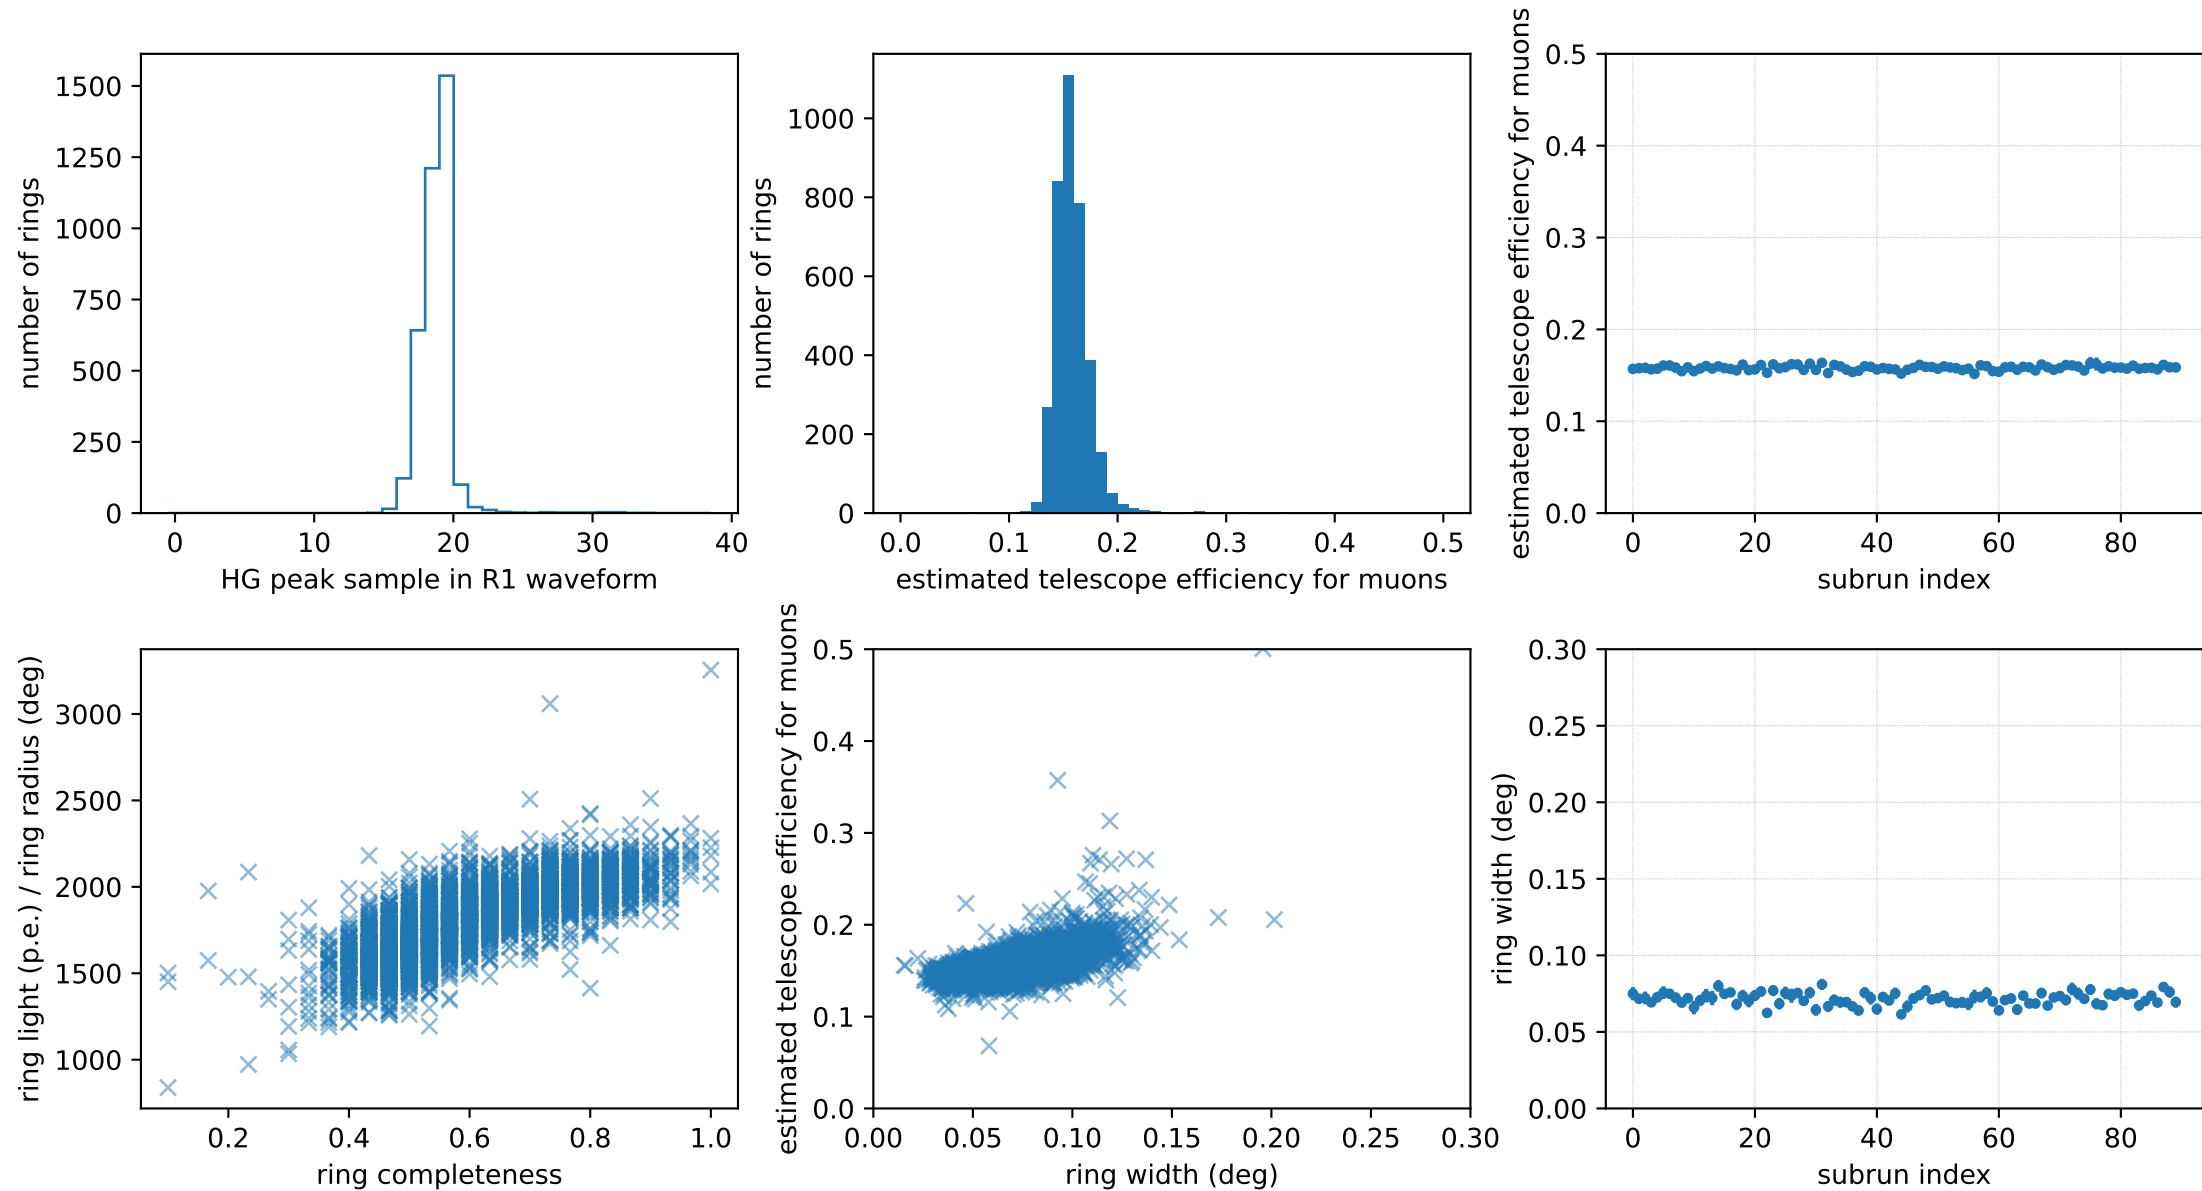 number of rings
1500
1250
1000
750
500
250
0
0 10 20 30 40
HG peak sample in R1 waveform
number of rings
1000
800
600
400
200
0
0.0 0.1 0.2 0.3 0.4 0.5
estimated telescope efficiency for muons
estimated telescope efficiency for muons
0.5
0.4
0.3
0.2
0.1
0.0
0 20 40 60 80
subrun index
ring light (p.e.) / ring radius (deg)
3000
2500
2000
1500
1000
0.2 0.4 0.6 0.8 1.0
ring completeness
estimated telescope efficiency for muons
0.5
0.4
0.3
0.2
0.1
0.0
0.00 0.05 0.10 0.15 0.20 0.25 0.30
ring width (deg)
ring width (deg)
0.30
0.25
0.20
0.15
0.10
0.05
0.00
0 20 40 60 80
subrun index